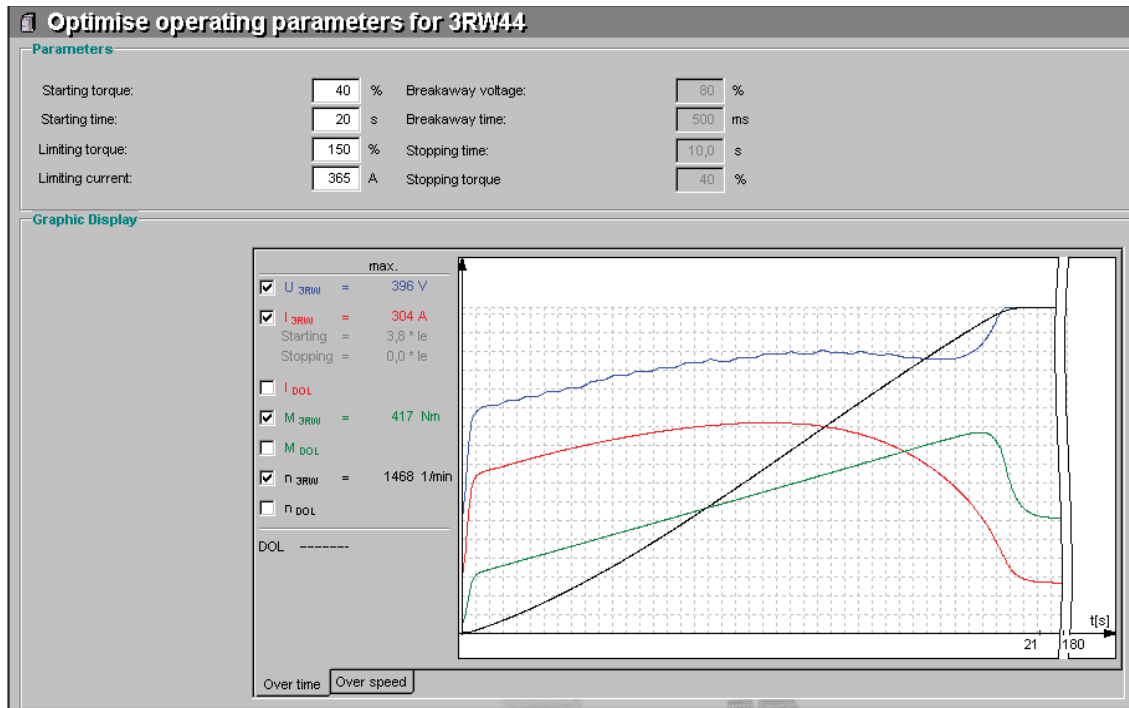 Optimise operating parameters for 3RW44
Parameters
Starting torque: 40 % Breakaway voltage: 80 %
Starting time: 20 s Breakaway time: 500 ms
Limiting torque: 150 % Stopping time: 10,0 s
Limiting current: 365 A Stopping torque 40 %
Graphic Display
max.
U 3RW = 396 V
I 3RW = 304 A
Starting = 3,8 * Ie
Stopping = 0,0 * Ie
I DOL
M 3RW = 417 Nm
M DOL
n 3RW = 1468 1/min
n DOL
DOL -------
t[s]
21 180
Over time Over speed